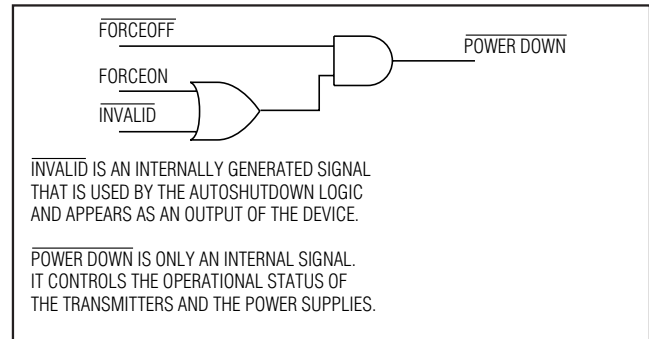 FORCEOFF
POWER DOWN
FORCEON
INVALID
INVALID IS AN INTERNALLY GENERATED SIGNAL
THAT IS USED BY THE AUTOSHUTDOWN LOGIC
AND APPEARS AS AN OUTPUT OF THE DEVICE.
POWER DOWN IS ONLY AN INTERNAL SIGNAL.
IT CONTROLS THE OPERATIONAL STATUS OF
THE TRANSMITTERS AND THE POWER SUPPLIES.